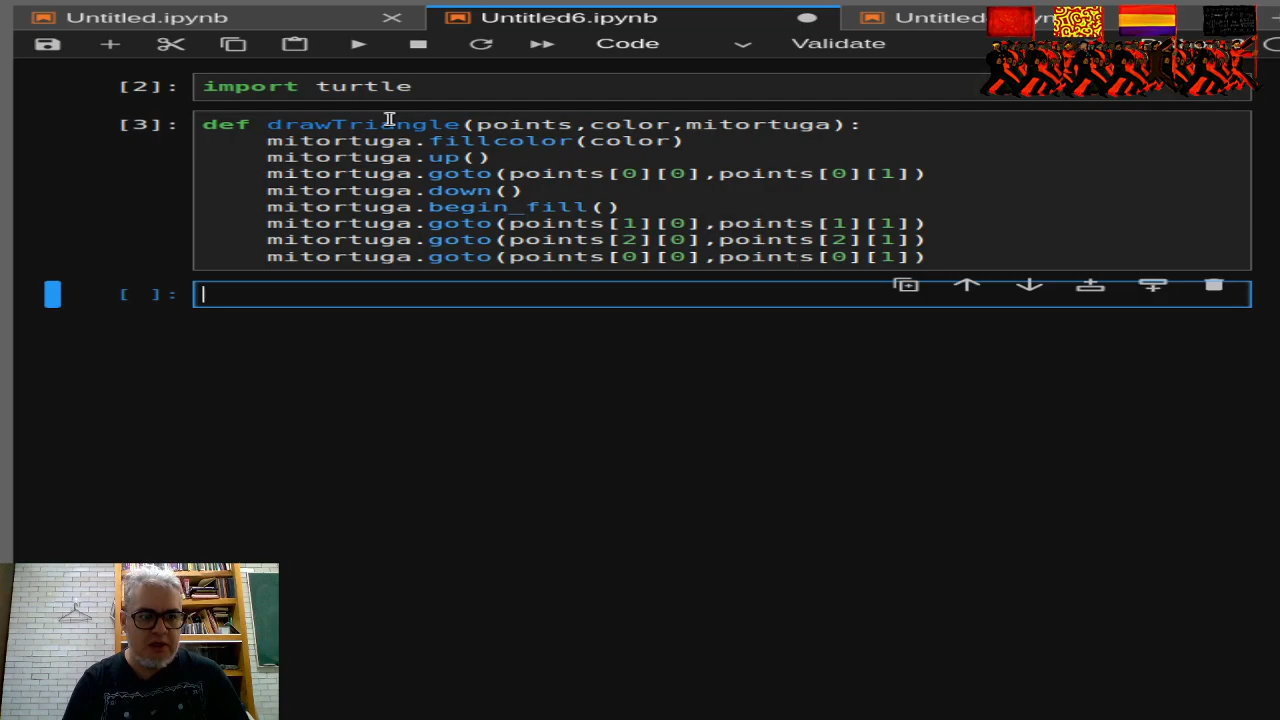 Untitled.ipynb
Untitled6.ipynb
Untitled
Code
Validate
[2]:
import turtle
[3]:
def drawTriangle(points,color,mitortuga):
mitortuga.fillcolor(color)
mitortuga.up()
mitortuga.goto(points[0][0],points[0][1])
mitortuga.down()
mitortuga.begin_fill()
mitortuga.goto(points[1][0],points[1][1])
mitortuga.goto(points[2][0],points[2][1])
mitortuga.goto(points[0][0],points[0][1])
[ ]: